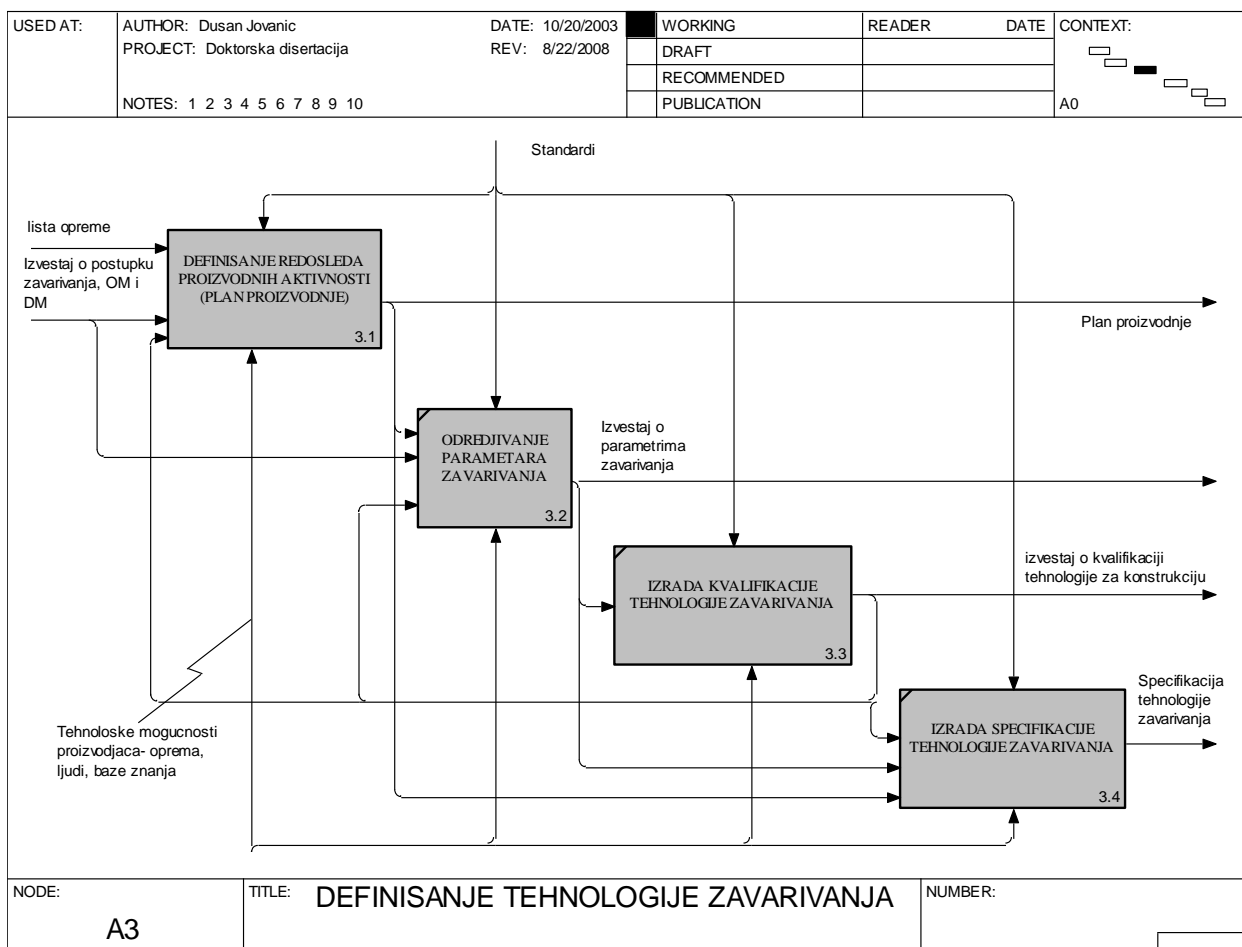 USED AT:
AUTHOR: Dusan Jovanic
DATE: 10/20/2003
PROJECT: Doktorska disertacija
REV: 8/22/2008
NOTES: 1 2 3 4 5 6 7 8 9 10
WORKING
DRAFT
RECOMMENDED
PUBLICATION
READER
DATE
CONTEXT:
A0
Standardi
lista opreme
Izvestaj o postupku
zavarivanja, OM i
DM
DEFINISANJE REDOSLEDA
PROIZVODNIH AKTIVNOSTI
(PLAN PROIZVODNJE)
3.1
Plan proizvodnje
ODREDJIVANJE
PARAMETARA
ZAVARIVANJA
3.2
Izvestaj o
parametrima
zavarivanja
IZRADA KVALIFIKACIJE
TEHNOLOGIJE ZAVARIVANJA
3.3
izvestaj o kvalifikaciji
tehnologije za konstrukciju
IZRADA SPECIFIKACIJE
TEHNOLOGIJE ZAVARIVANJA
3.4
Specifikacija
tehnologije
zavarivanja
Tehnoloske mogucnosti
proizvodjaca- oprema,
ljudi, baze znanja
NODE:
A3
TITLE:
DEFINISANJE TEHNOLOGIJE ZAVARIVANJA
NUMBER: